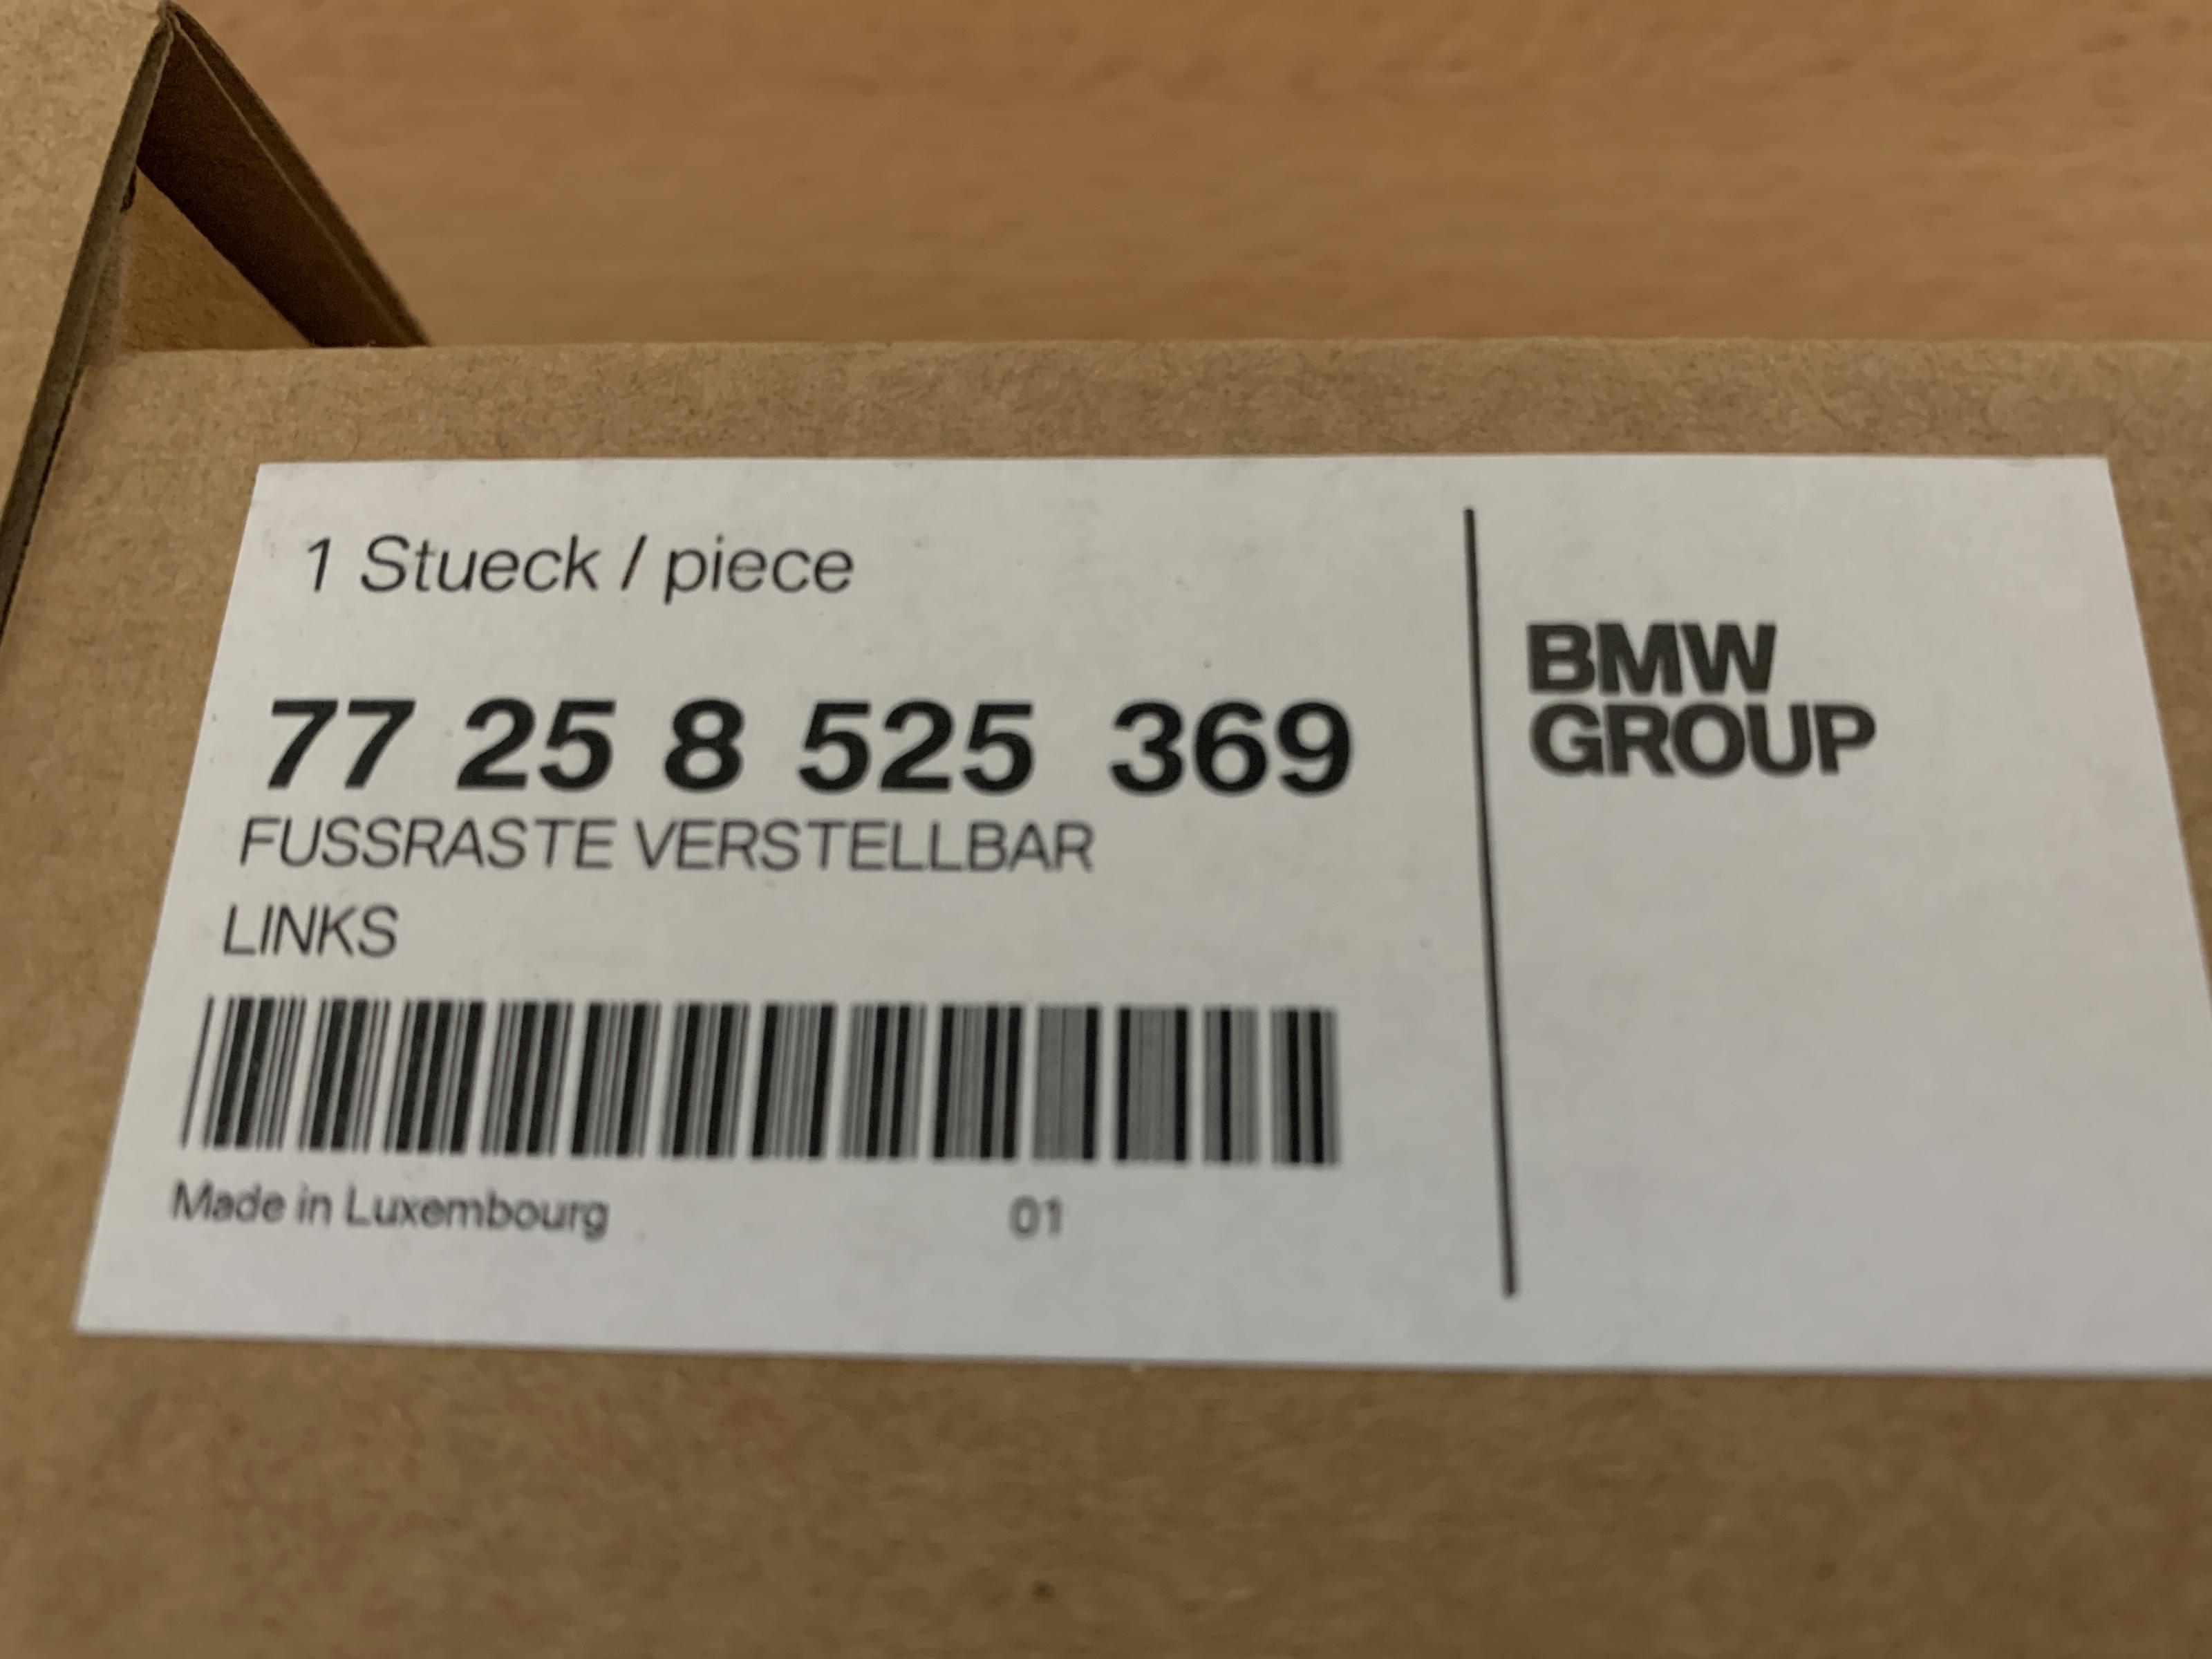 1 Stueck / piece
77 25 8 525 369
FUSSRASTE VERSTELLBAR
LINKS
Made in Luxembourg 01
BMW
GROUP